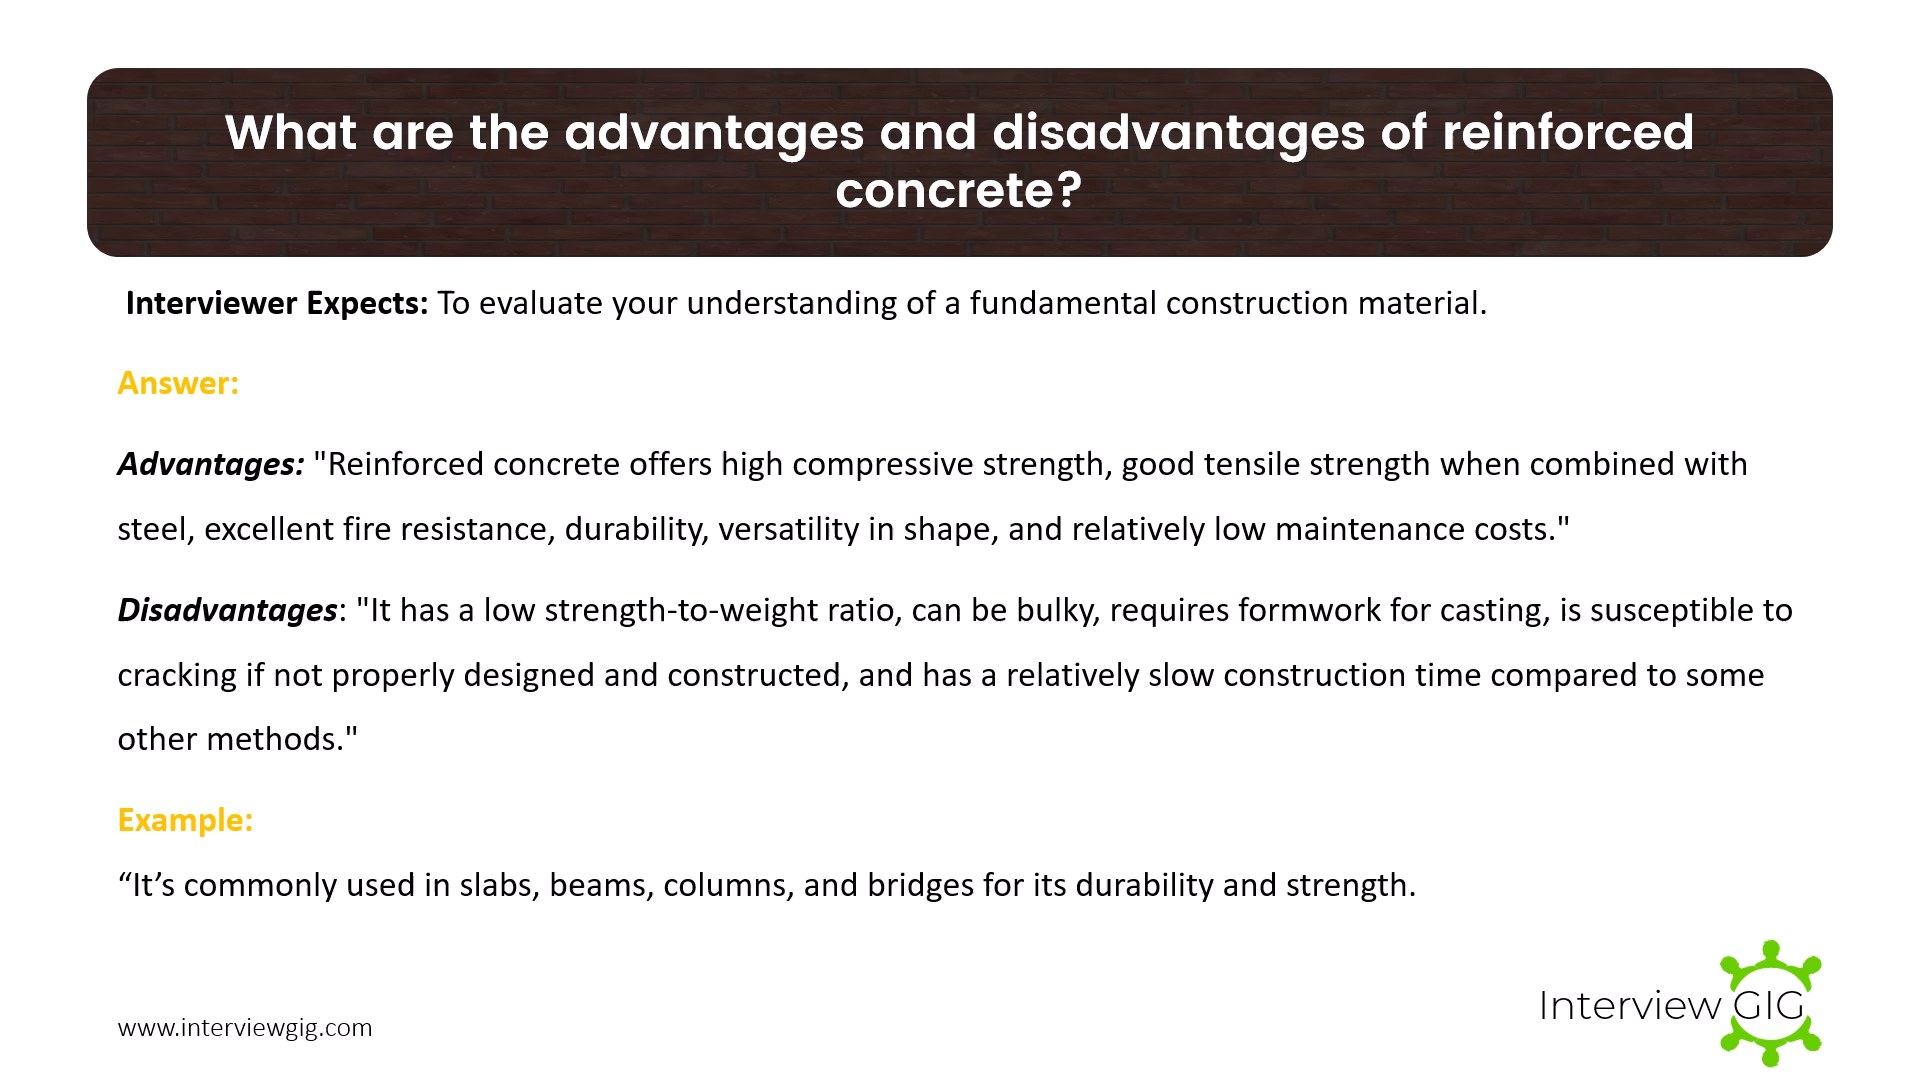 What are the advantages and disadvantages of reinforced
concrete?
Interviewer Expects: To evaluate your understanding of a fundamental construction material.
Answer:
Advantages: "Reinforced concrete offers high compressive strength, good tensile strength when combined with
steel, excellent fire resistance, durability, versatility in shape, and relatively low maintenance costs."
Disadvantages: "It has a low strength-to-weight ratio, can be bulky, requires formwork for casting, is susceptible to
cracking if not properly designed and constructed, and has a relatively slow construction time compared to some
other methods."
Example:
“It’s commonly used in slabs, beams, columns, and bridges for its durability and strength.
Interview GIG
www.interviewgig.com